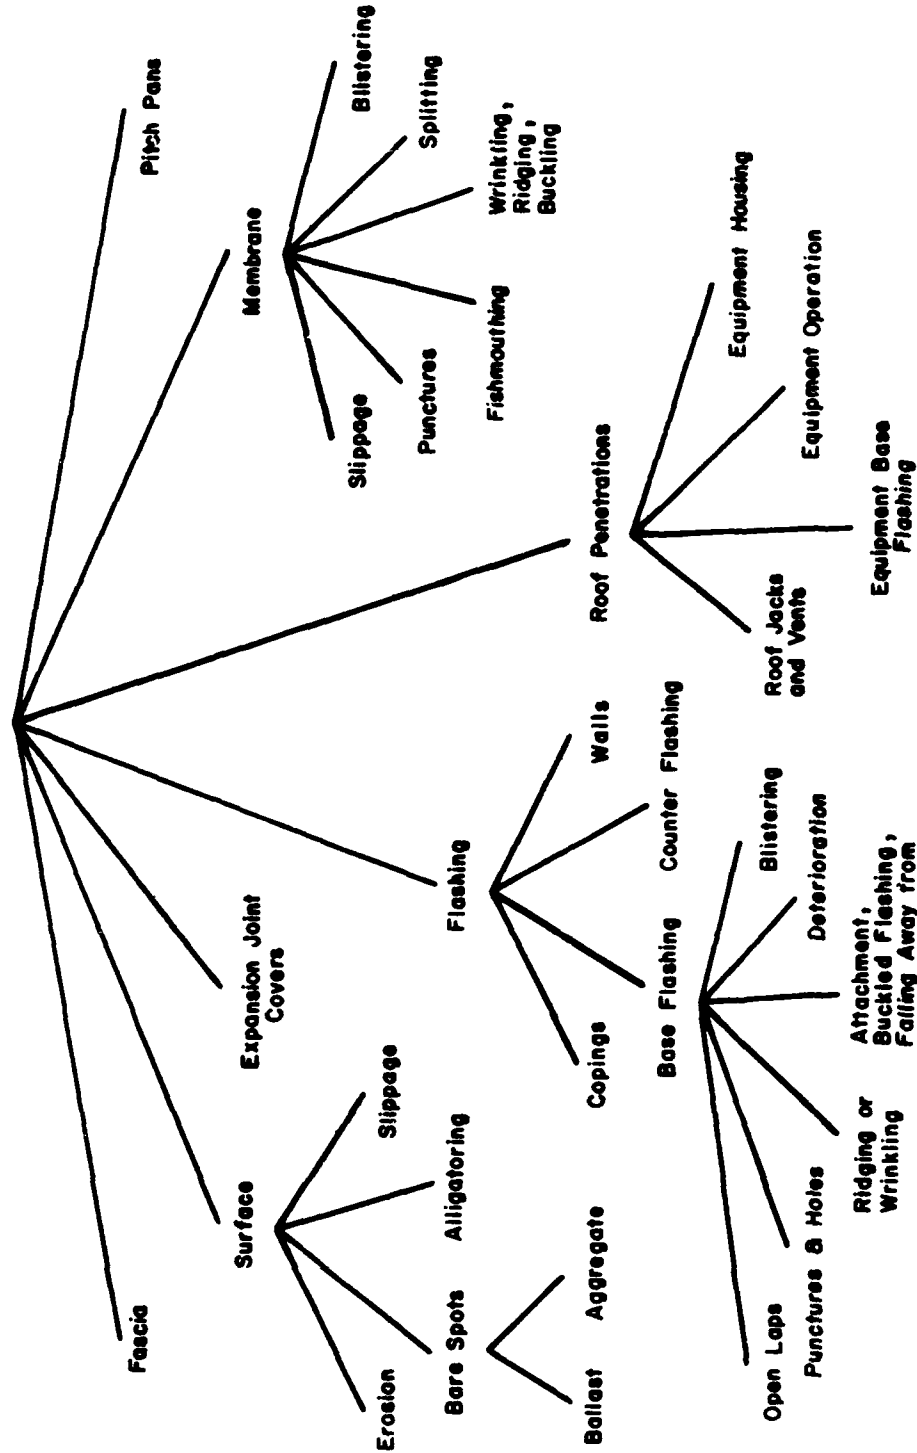 Fascia
Surface
Erosion
Bare Spots
Ballast
Aggregate
Alligatoring
Slippage
Expansion Joint
Covers
Flashing
Copings
Base Flashing
Open Laps
Punctures & Holes
Ridging or
Wrinkling
Attachment,
Buckled Flashing,
Falling Away from
Deterioration
Blistering
Counter Flashing
Walls
Roof Penetrations
Roof Jacks
and Vents
Equipment Base
Flashing
Equipment Operation
Equipment Housing
Membrane
Slippage
Punctures
Fishmouthing
Wrinkling,
Ridging,
Buckling
Splitting
Blistering
Pitch Pans